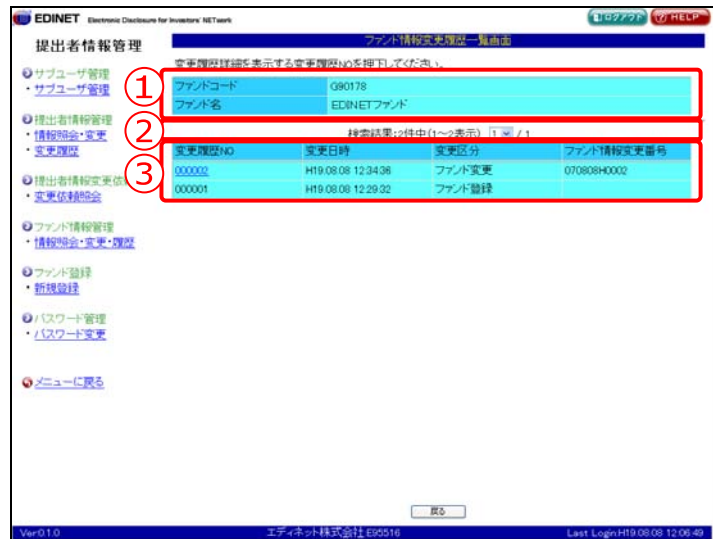 EDINET Electronic Disclosure for Investors' NETwork
ログアウト
HELP
提出者情報管理
サブユーザ管理
・サブユーザ管理
提出者情報管理
・情報照会・変更
・変更履歴
提出者情報変更依
・変更依頼照会
ファンド情報管理
・情報照会・変更・履歴
ファンド登録
・新規登録
パスワード管理
・パスワード変更
メニューに戻る
ファンド情報変更履歴一覧画面
変更履歴詳細を表示する変更履歴Noを押下してください。
①
ファンドコード G90178
ファンド名 EDINETファンド
②
検索結果:2件中(1~2表示) 1 / 1
③
変更履歴NO 変更日時 変更区分 ファンド情報変更番号
000002 H19.08.08 12:34:36 ファンド変更 070808H0002
000001 H19.08.08 12:29:32 ファンド登録
戻る
Ver.0.1.0 エディネット株式会社 E95516 Last Login:H19.08.08 12:06:49